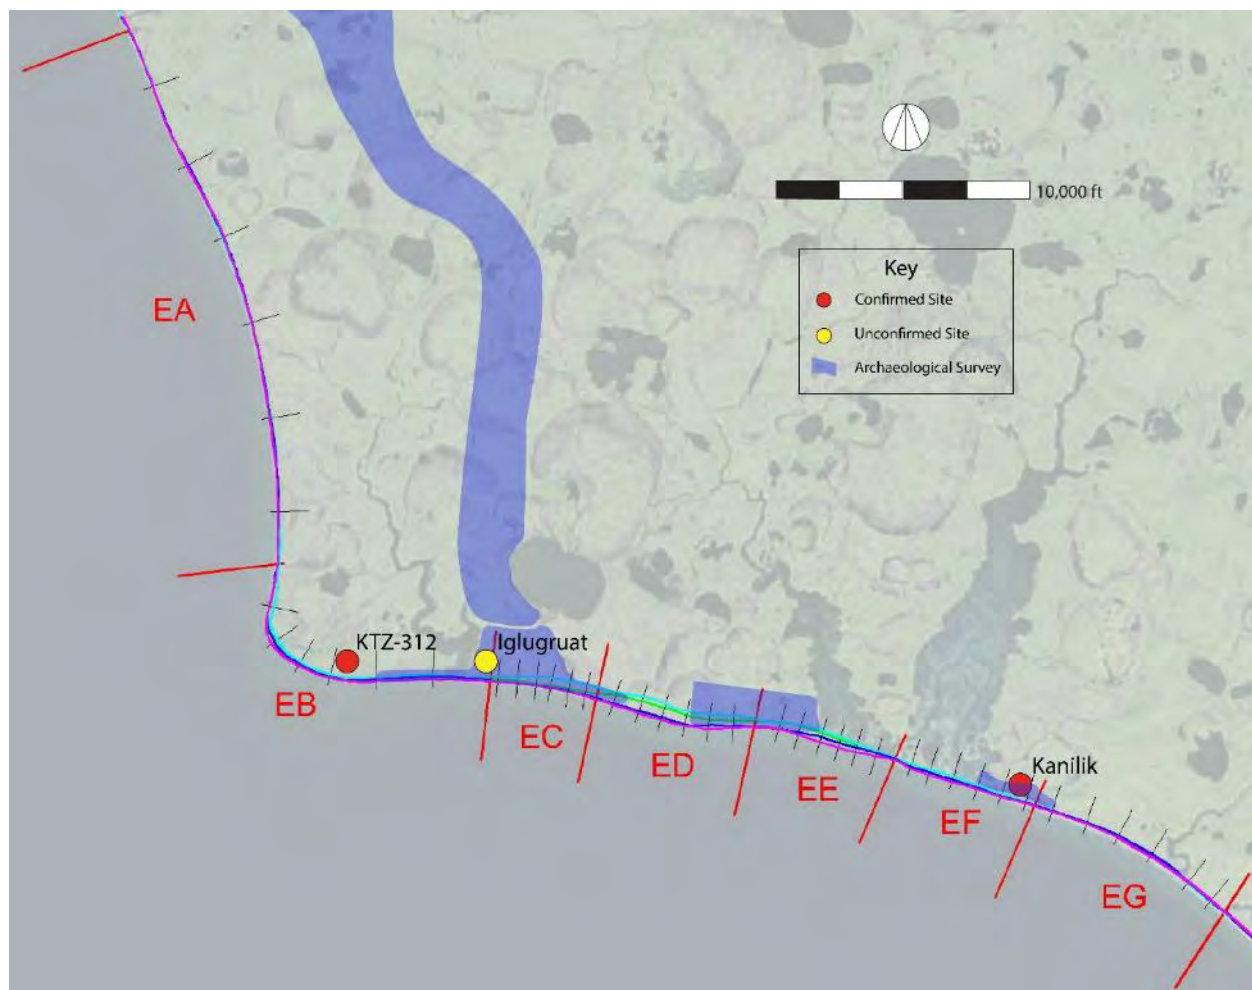 10,000 ft
Key
Confirmed Site
Unconfirmed Site
Archaeological Survey
EA
KTZ-312
Iglugruat
EB
EC
ED
EE
Kanilik
EF
EG